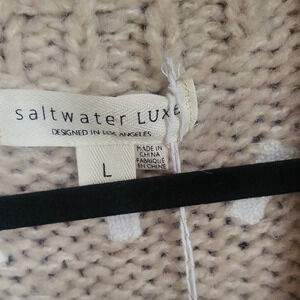 saltwater LUXE
DESIGNED IN LOS ANGELES
L
MADE IN
CHINA
FABRIQUÉ
EN CHINE